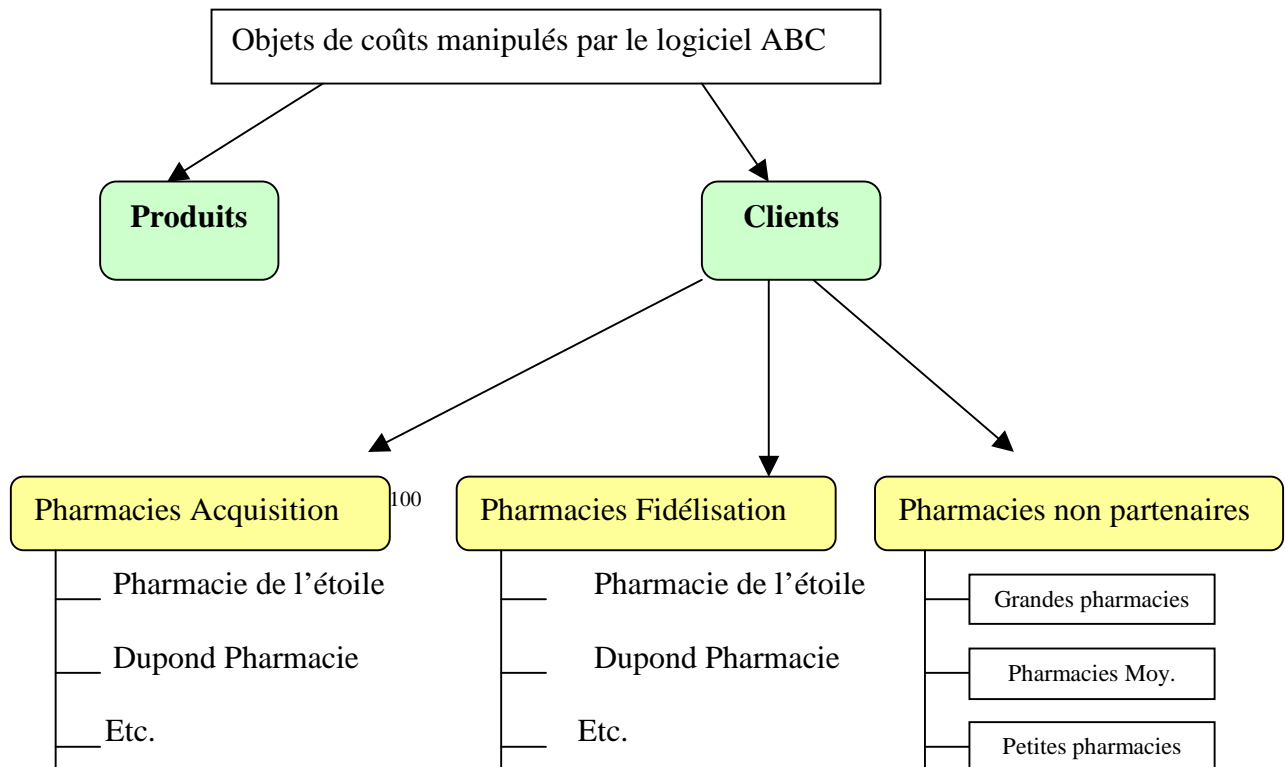 Objets de coûts manipulés par le logiciel ABC
Produits
Clients
Pharmacies Acquisition 100
Pharmacies Fidélisation
Pharmacies non partenaires
Pharmacie de l’étoile
Dupond Pharmacie
Etc.
Pharmacie de l’étoile
Dupond Pharmacie
Etc.
Grandes pharmacies
Pharmacies Moy.
Petites pharmacies